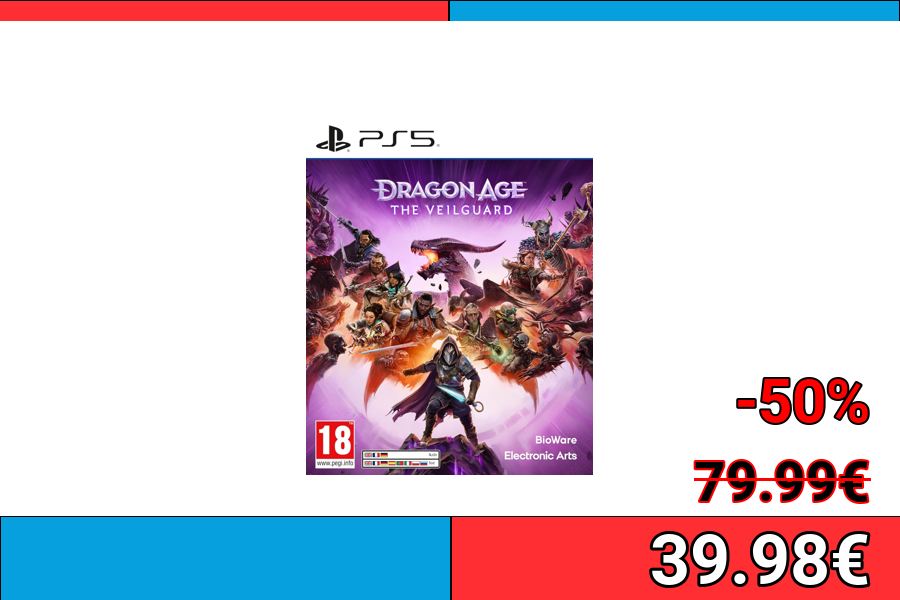 PS5
DRAGON AGE
THE VEILGUARD
18
www.pegi.info
BioWare
Electronic Arts
-50%
79.99€
39.98€